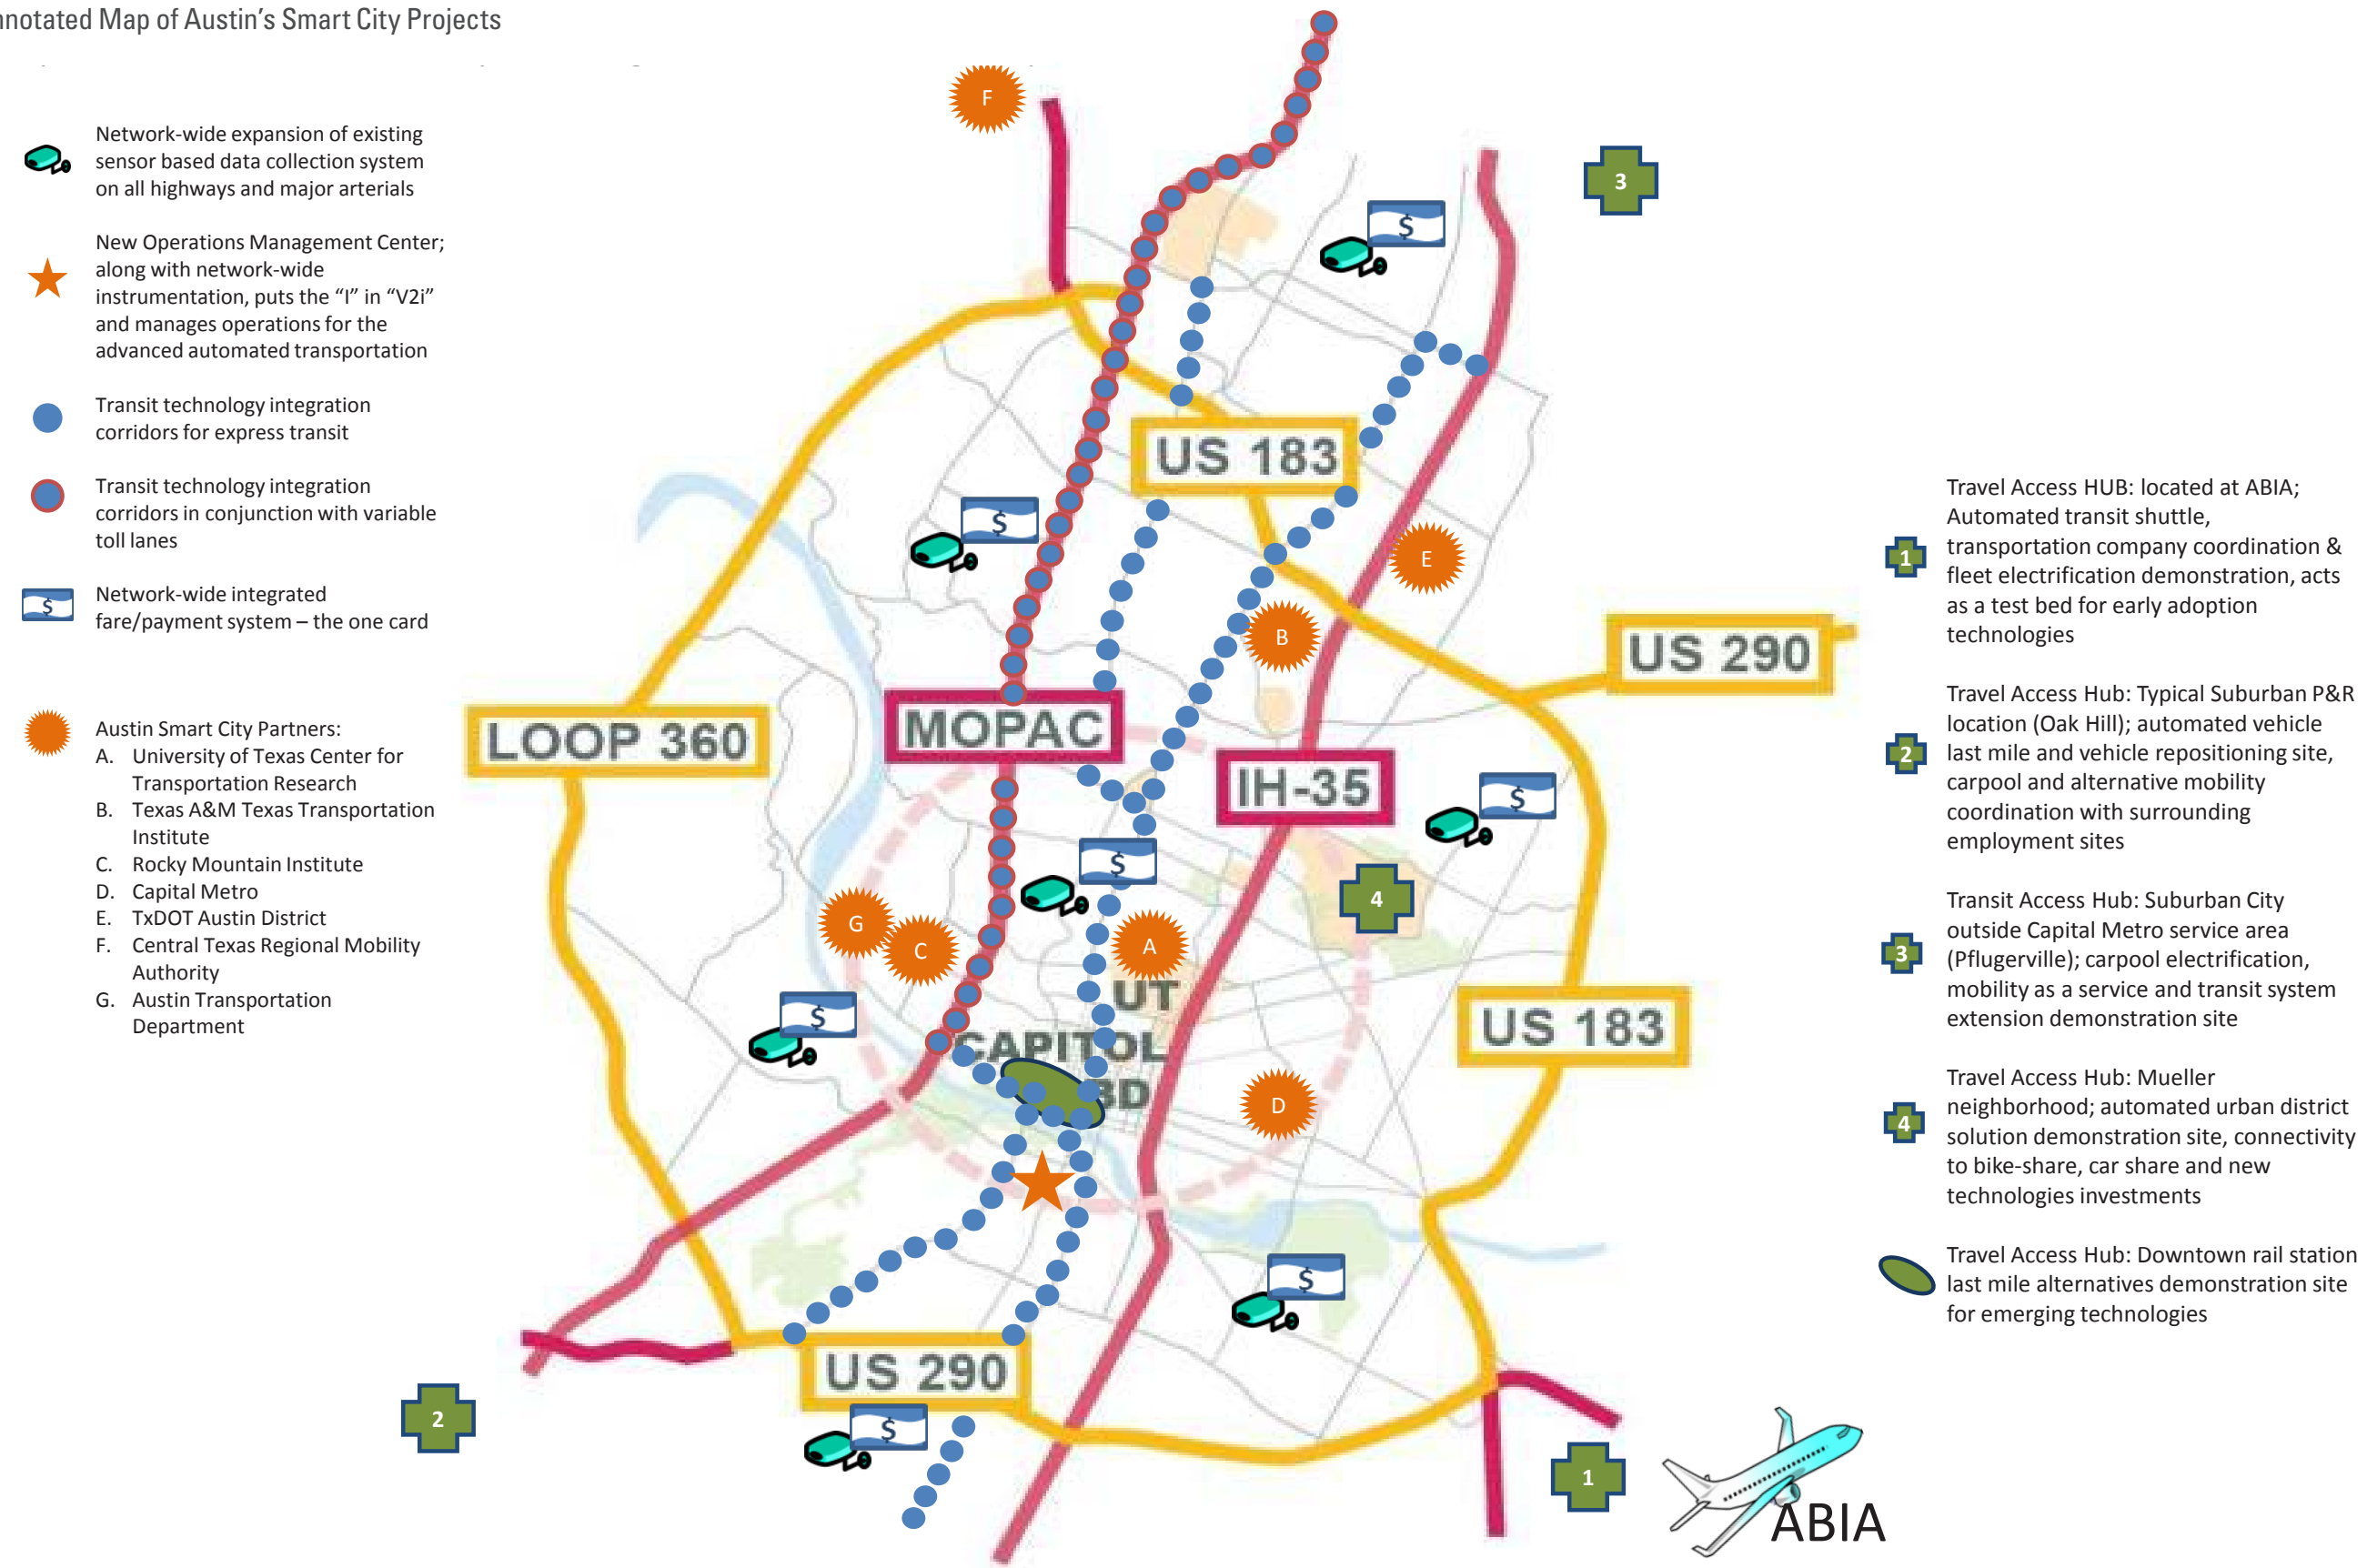 nnotated Map of Austin's Smart City Projects
Network-wide expansion of existing
sensor based data collection system
on all highways and major arterials
New Operations Management Center;
along with network-wide
instrumentation, puts the “I” in “V2i”
and manages operations for the
advanced automated transportation
Transit technology integration
corridors for express transit
Transit technology integration
corridors in conjunction with variable
toll lanes
$
Network-wide integrated
fare/payment system – the one card
Austin Smart City Partners:
A. University of Texas Center for
Transportation Research
B. Texas A&M Texas Transportation
Institute
C. Rocky Mountain Institute
D. Capital Metro
E. TxDOT Austin District
F. Central Texas Regional Mobility
Authority
G. Austin Transportation
Department
F
3
$
US 183
$
E
B
US 290
MOPAC
LOOP 360
IH-35
$
$
4
G
C
A
UT
$
US 183
CAPITOL
BD
D
$
US 290
$
2
1
ABIA
1
Travel Access HUB: located at ABIA;
Automated transit shuttle,
transportation company coordination &
fleet electrification demonstration, acts
as a test bed for early adoption
technologies
2
Travel Access Hub: Typical Suburban P&R
location (Oak Hill); automated vehicle
last mile and vehicle repositioning site,
carpool and alternative mobility
coordination with surrounding
employment sites
3
Transit Access Hub: Suburban City
outside Capital Metro service area
(Pflugerville); carpool electrification,
mobility as a service and transit system
extension demonstration site
4
Travel Access Hub: Mueller
neighborhood; automated urban district
solution demonstration site, connectivity
to bike-share, car share and new
technologies investments
Travel Access Hub: Downtown rail station
last mile alternatives demonstration site
for emerging technologies